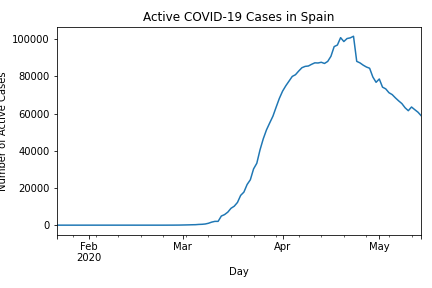 Active COVID-19 Cases in Spain
Number of Active Cases
100000
80000
60000
40000
20000
0
Feb
2020
Mar
Apr
May
Day